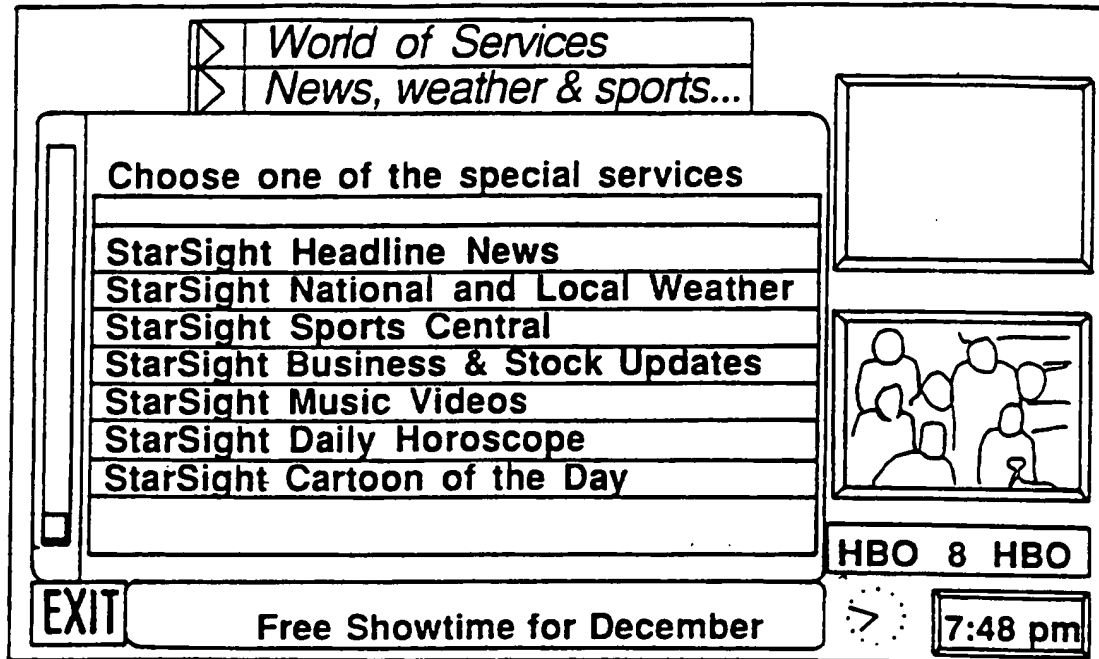 World of Services
News, weather & sports...
Choose one of the special services
StarSight Headline News
StarSight National and Local Weather
StarSight Sports Central
StarSight Business & Stock Updates
StarSight Music Videos
StarSight Daily Horoscope
StarSight Cartoon of the Day
HBO 8 HBO
EXIT
Free Showtime for December
7:48 pm